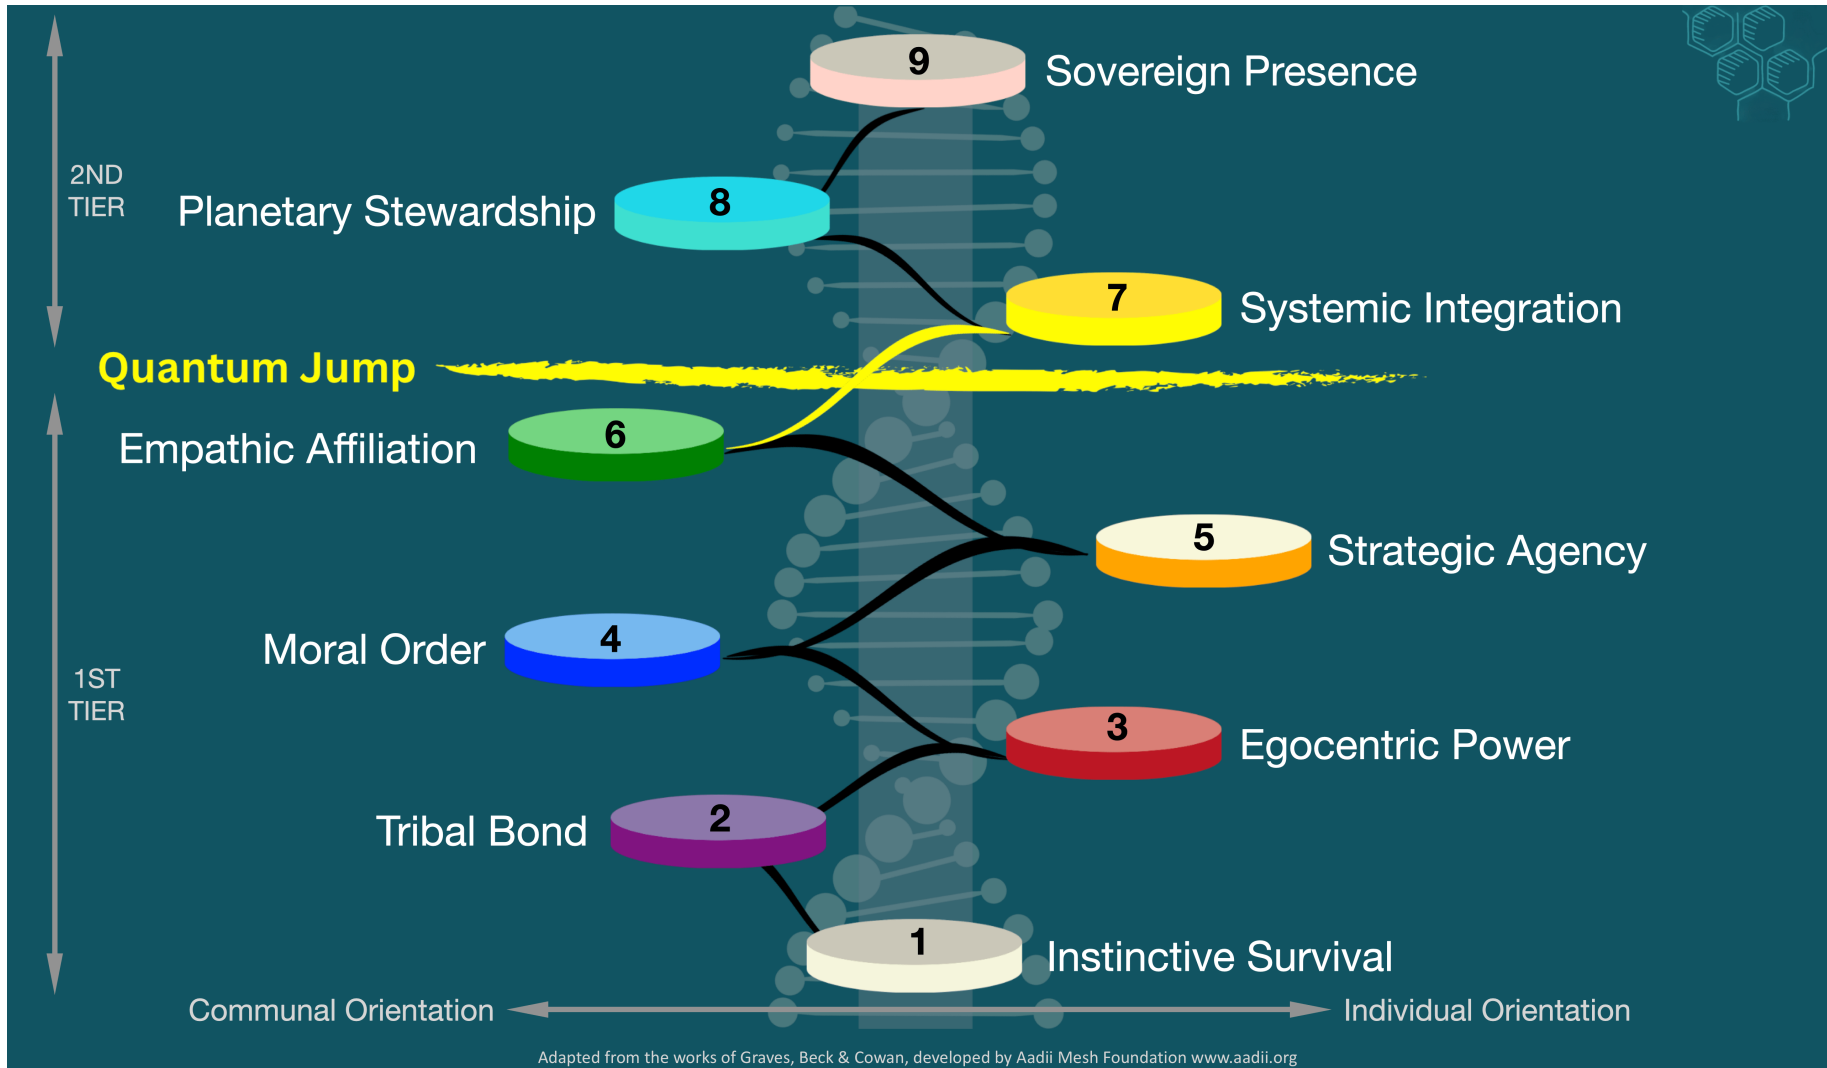 9
Sovereign Presence
2ND
TIER
8
Planetary Stewardship
7
Systemic Integration
Quantum Jump
6
Empathic Affiliation
5
Strategic Agency
4
Moral Order
1ST
TIER
3
Egocentric Power
2
Tribal Bond
1
Instinctive Survival
Communal Orientation
Individual Orientation
Adapted from the works of Graves, Beck & Cowan, developed by Aadii Mesh Foundation www.aadii.org